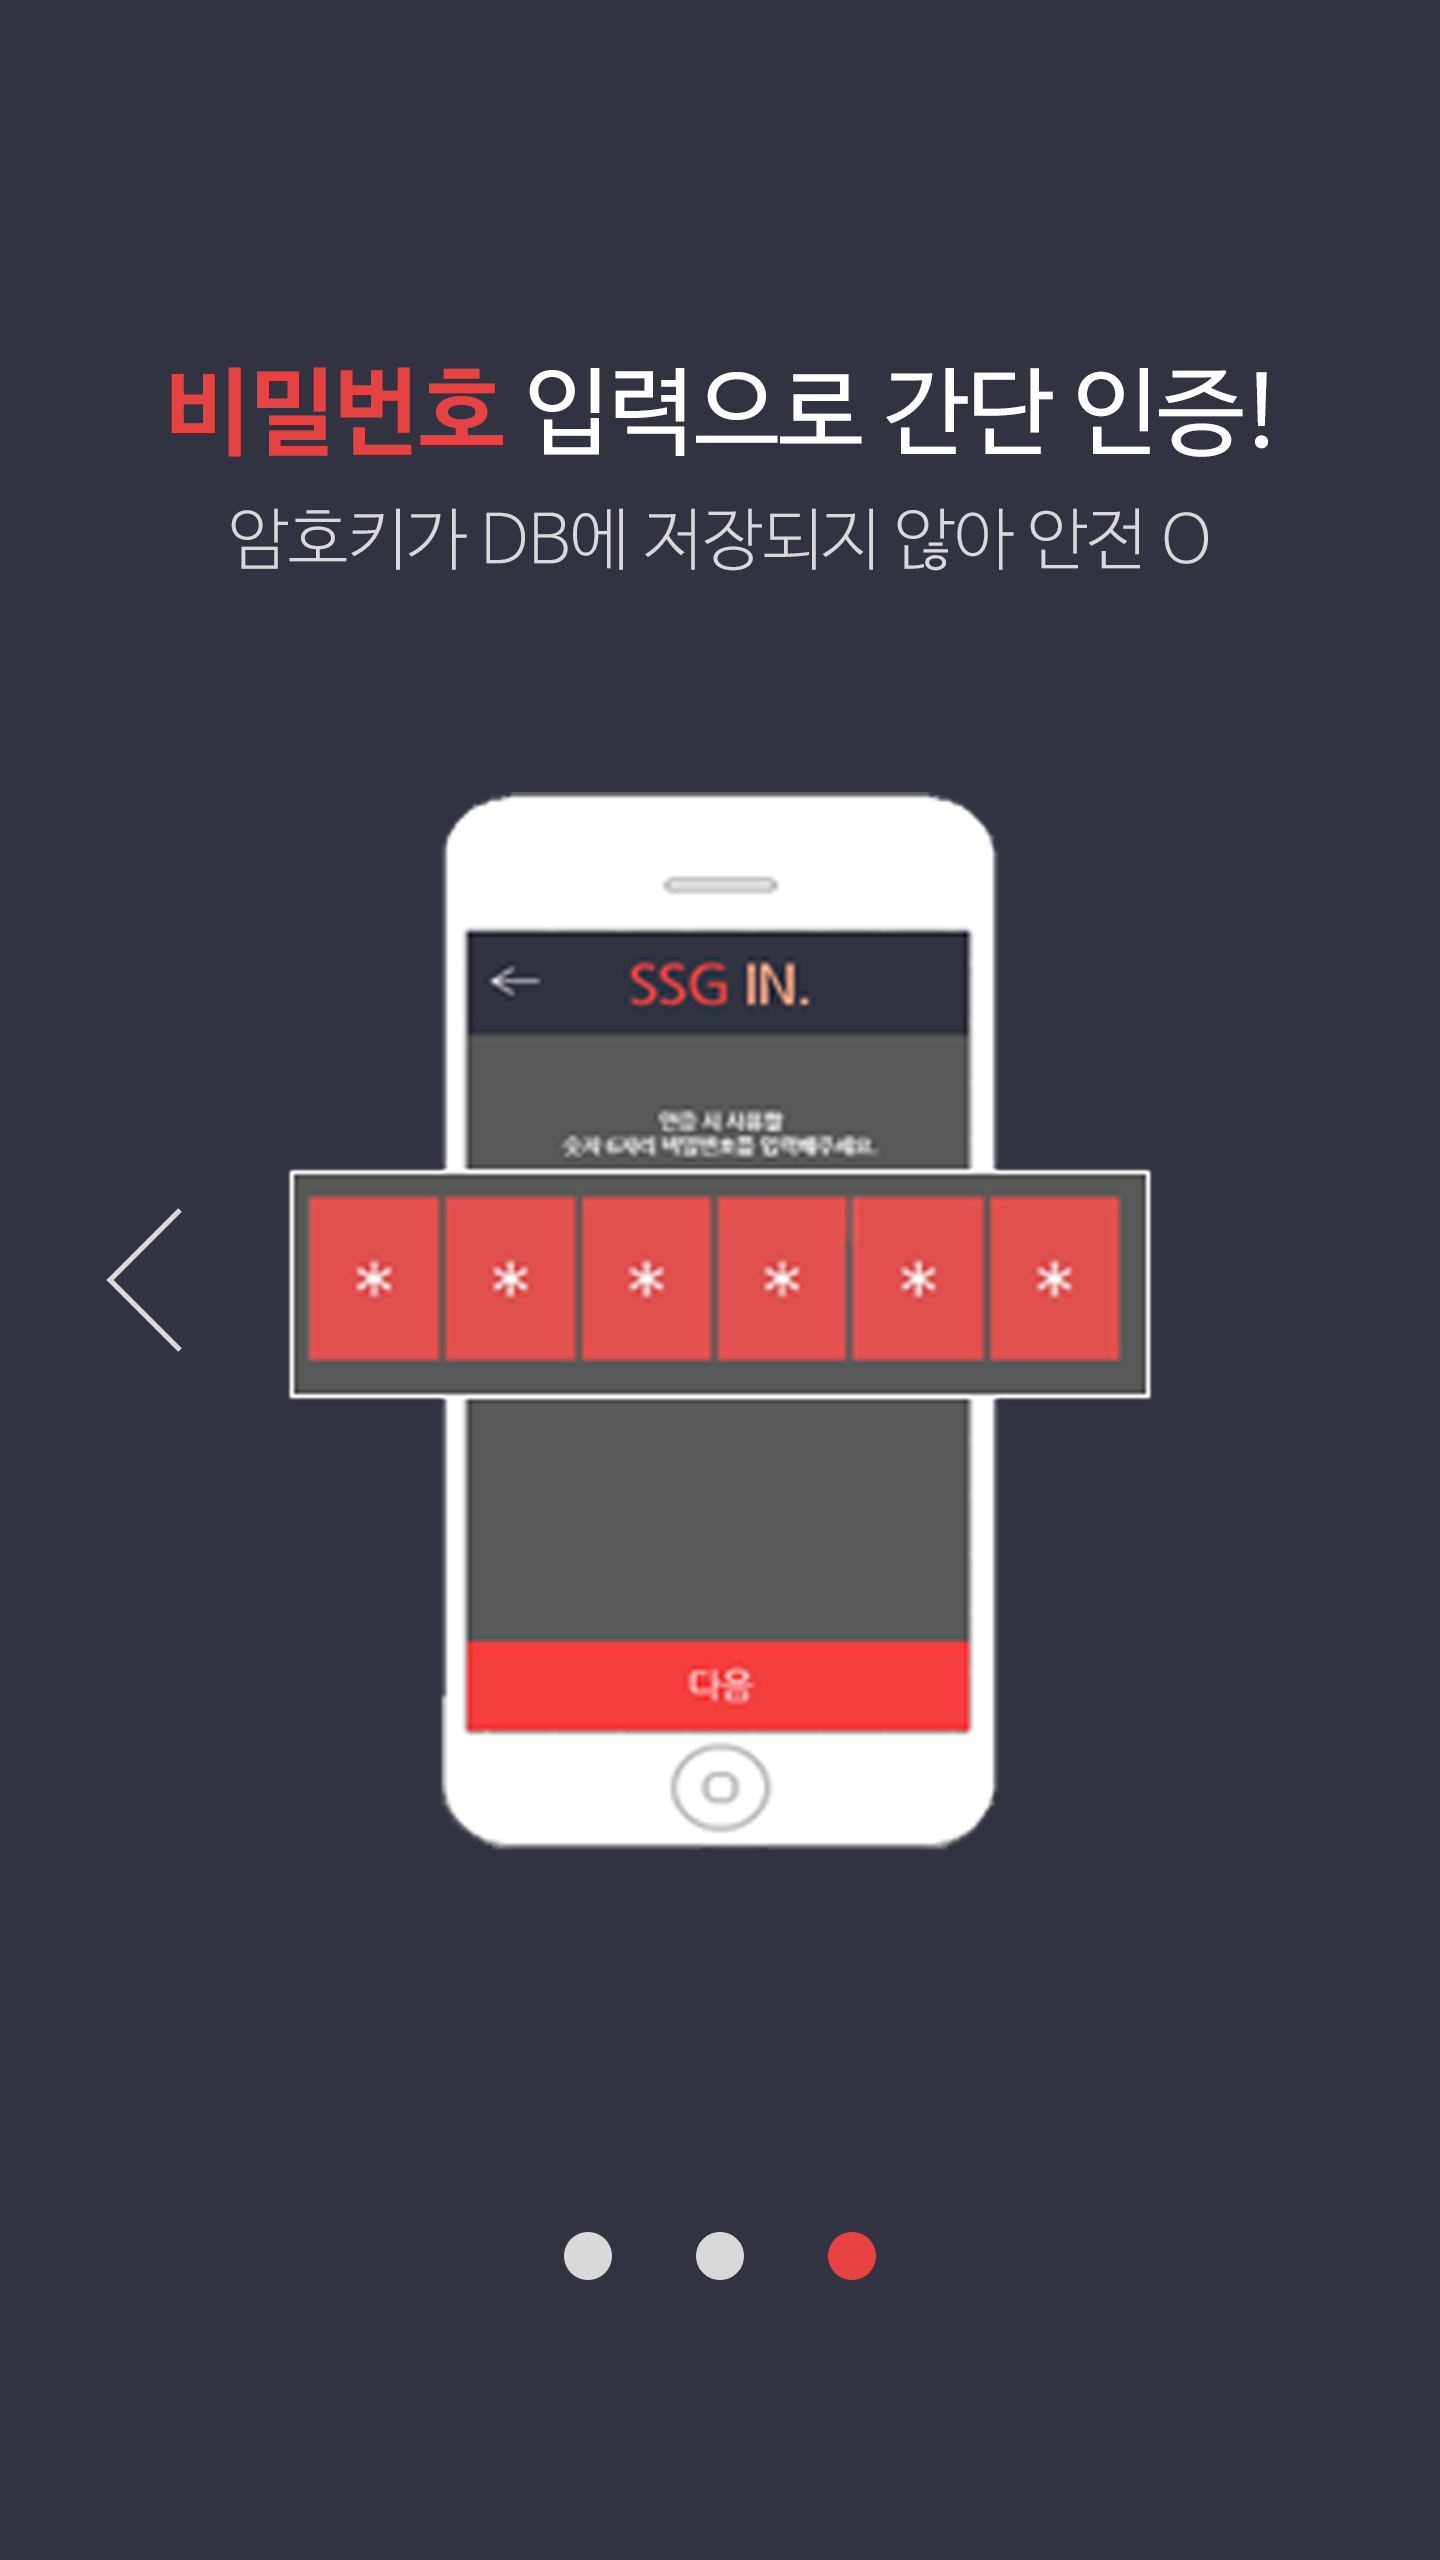 비밀번호 입력으로 간단 인증!
암호키가 DB에 저장되지 않아 안전 O
SSG IN.
인증 시 사용할
숫자 6자리 비밀번호를 입력해주세요.
* * * * * *
다음